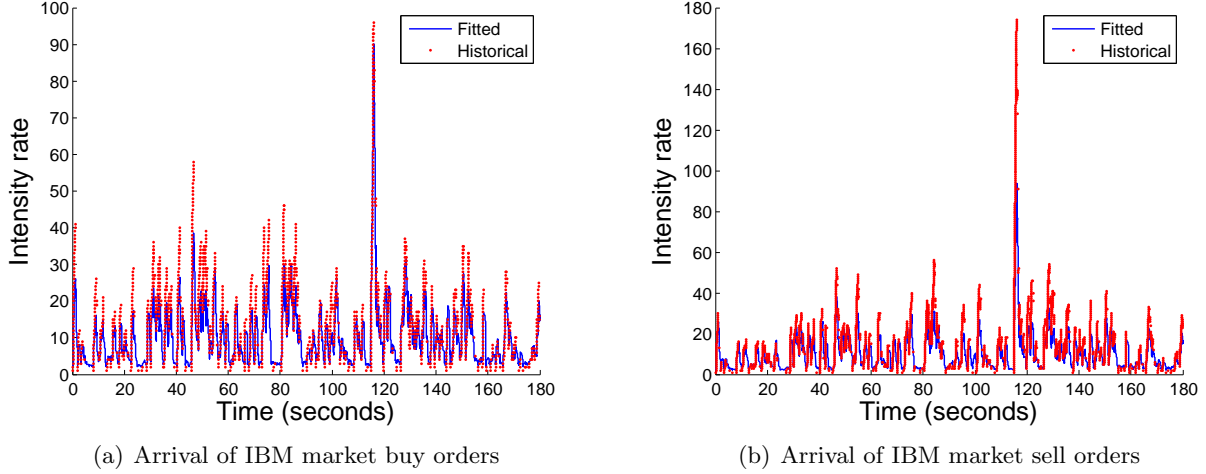 100
90
80
70
60
50
40
30
20
10
0
Intensity rate
0 20 40 60 80 100 120 140 160 180
Time (seconds)
Fitted
Historical
(a) Arrival of IBM market buy orders
180
160
140
120
100
80
60
40
20
0
Intensity rate
0 20 40 60 80 100 120 140 160 180
Time (seconds)
Fitted
Historical
(b) Arrival of IBM market sell orders